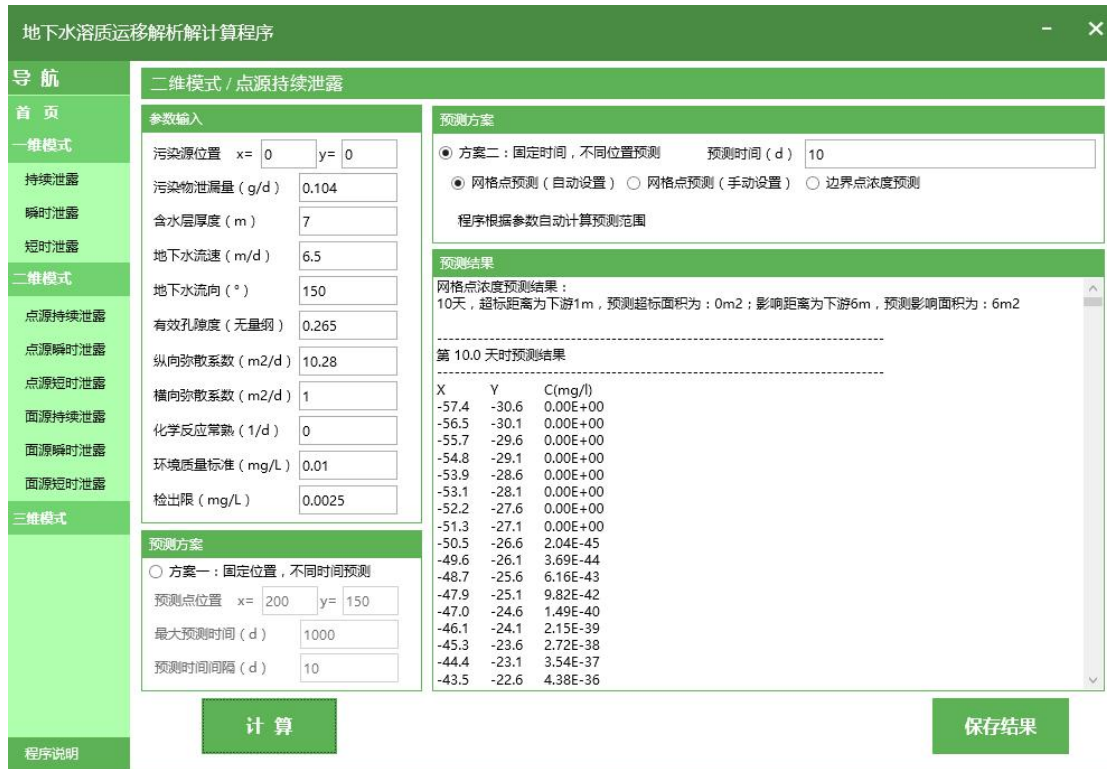 地下水溶质运移解析解计算程序
导 航
首 页
一维模式
持续泄露
瞬时泄露
短时泄露
二维模式
点源持续泄露
点源瞬时泄露
点源短时泄露
面源持续泄露
面源瞬时泄露
面源短时泄露
三维模式
程序说明
二维模式 / 点源持续泄露
参数输入
污染源位置 x= 0 y= 0
污染物泄漏量 ( g/d ) 0.104
含水层厚度 ( m ) 7
地下水流速 ( m/d ) 6.5
地下水流向 ( ° ) 150
有效孔隙度 ( 无量纲 ) 0.265
纵向弥散系数 ( m2/d ) 10.28
横向弥散系数 ( m2/d ) 1
化学反应常熟 ( 1/d ) 0
环境质量标准 ( mg/L ) 0.01
检出限 ( mg/L ) 0.0025
预测方案
方案一：固定位置，不同时间预测
预测点位置 x= 200 y= 150
最大预测时间 ( d ) 1000
预测时间间隔 ( d ) 10
计 算
预测方案
方案二：固定时间，不同位置预测 预测时间 ( d ) 10
网格点预测 ( 自动设置 ) 网格点预测 ( 手动设置 ) 边界点浓度预测
程序根据参数自动计算预测范围
预测结果
网格点浓度预测结果：
10天，超标距离为下游1m，预测超标面积为：0m2；影响距离为下游6m，预测影响面积为：6m2
--------------------------------------------------------------------------------
第 10.0 天时预测结果
--------------------------------------------------------------------------------
X Y C(mg/l)
-57.4 -30.6 0.00E+00
-56.5 -30.1 0.00E+00
-55.7 -29.6 0.00E+00
-54.8 -29.1 0.00E+00
-53.9 -28.6 0.00E+00
-53.1 -28.1 0.00E+00
-52.2 -27.6 0.00E+00
-51.3 -27.1 0.00E+00
-50.5 -26.6 2.04E-45
-49.6 -26.1 3.69E-44
-48.7 -25.6 6.16E-43
-47.9 -25.1 9.82E-42
-47.0 -24.6 1.49E-40
-46.1 -24.1 2.15E-39
-45.3 -23.6 2.72E-38
-44.4 -23.1 3.54E-37
-43.5 -22.6 4.38E-36
保存结果